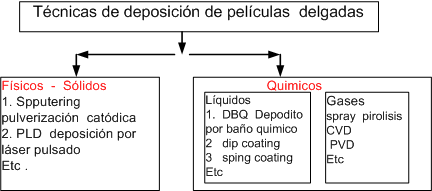 Técnicas de deposición de películas delgadas
Físicos - Sólidos
1. Spputering
pulverización catódica
2. PLD deposición por
láser pulsado
Etc .
Quimicos
Líquidos
1. DBQ Deposito
por baño quimico
2 dip coating
3 sping coating
Etc
Gases
spray pirolisis
CVD
PVD
Etc